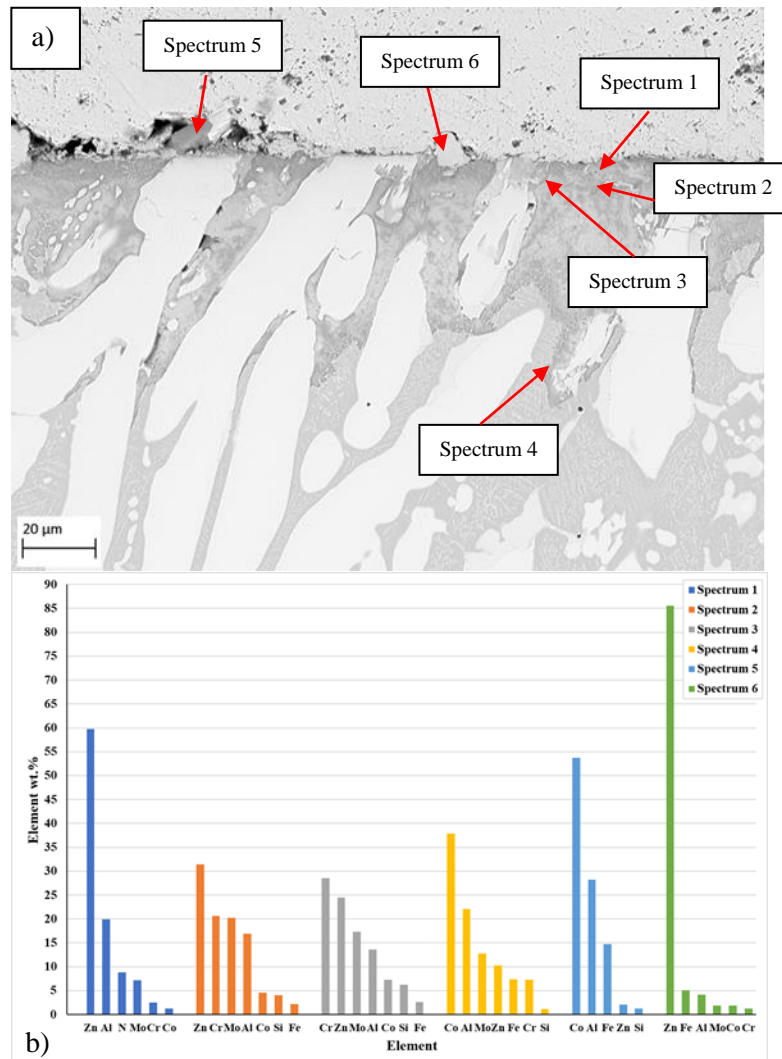 a)
Spectrum 5
Spectrum 6
Spectrum 1
Spectrum 2
Spectrum 3
Spectrum 4
20 µm
90
85
80
75
70
65
60
55
50
45
40
35
30
25
20
15
10
5
0
Element wt.%
Spectrum 1
Spectrum 2
Spectrum 3
Spectrum 4
Spectrum 5
Spectrum 6
Zn Al N Mo Cr Co Zn Cr Mo Al Co Si Fe Cr Zn Mo Al Co Si Fe Co Al Mo Zn Fe Cr Si Co Al Fe Zn Si Zn Fe Al Mo Co Cr
Element
b)